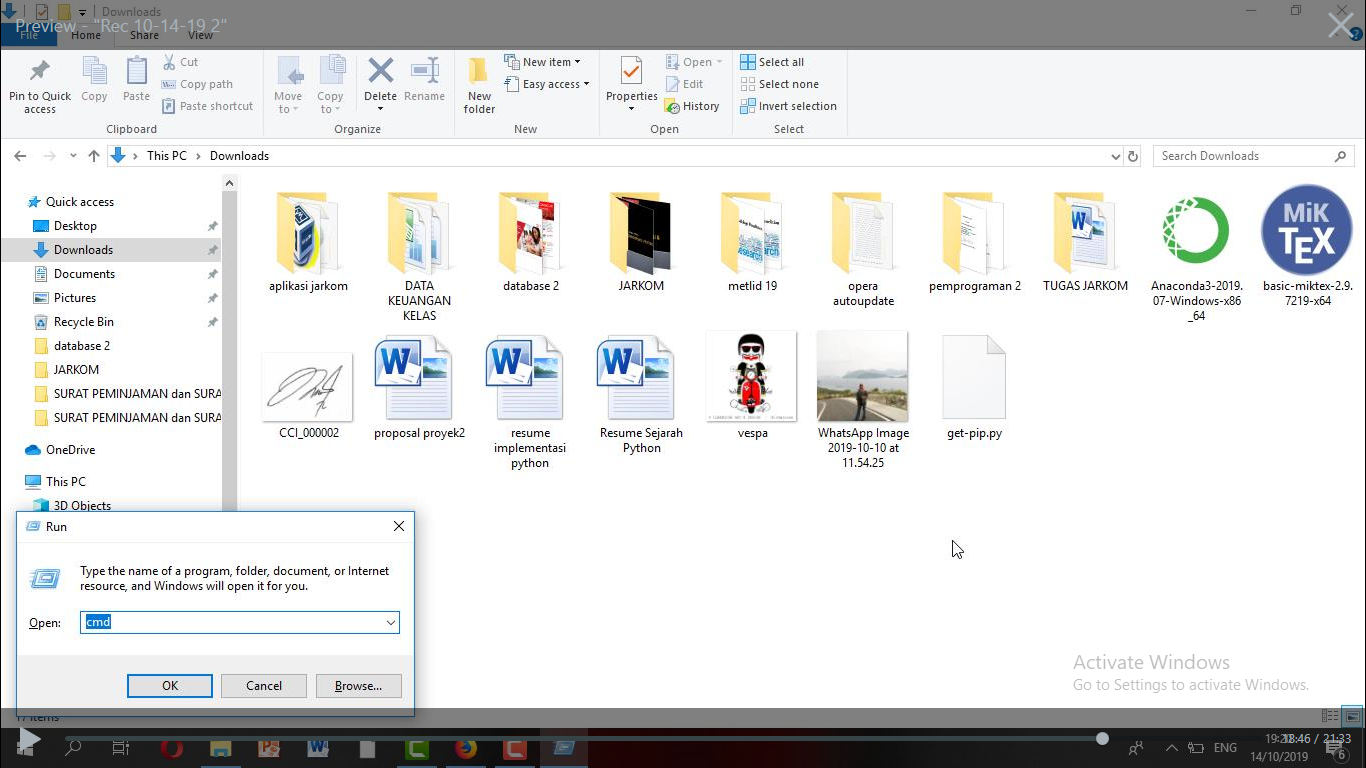 Downloads
Preview - "Rec 10-14-19 2"
File Home Share View
Pin to Quick access
Copy
Paste
Cut
Copy path
Paste shortcut
Clipboard
Move to
Copy to
Delete
Rename
Organize
New folder
New item
Easy access
New
Properties
Open
Edit
History
Open
Select all
Select none
Invert selection
Select
This PC > Downloads
Search Downloads
Quick access
Desktop
Downloads
Documents
Pictures
Recycle Bin
database 2
JARKOM
SURAT PEMINJAMAN dan SURA
SURAT PEMINJAMAN dan SURA
OneDrive
This PC
3D Objects
aplikasi jarkom
DATA
KEUANGAN
KELAS
database 2
JARKOM
metlid 19
opera
autoupdate
pemprograman 2
TUGAS JARKOM
Anaconda3-2019.
07-Windows-x86
_64
MiK
TEX
basic-miktex-2.9.
7219-x64
CCI_000002
proposal proyek2
resume
implementasi
python
Resume Sejarah
Python
vespa
WhatsApp Image
2019-10-10 at
11.54.25
get-pip.py
Run
Type the name of a program, folder, document, or Internet
resource, and Windows will open it for you.
Open: cmd
OK Cancel Browse...
Activate Windows
Go to Settings to activate Windows.
17 items
ENG
18:46 / 21:33
14/10/2019
6